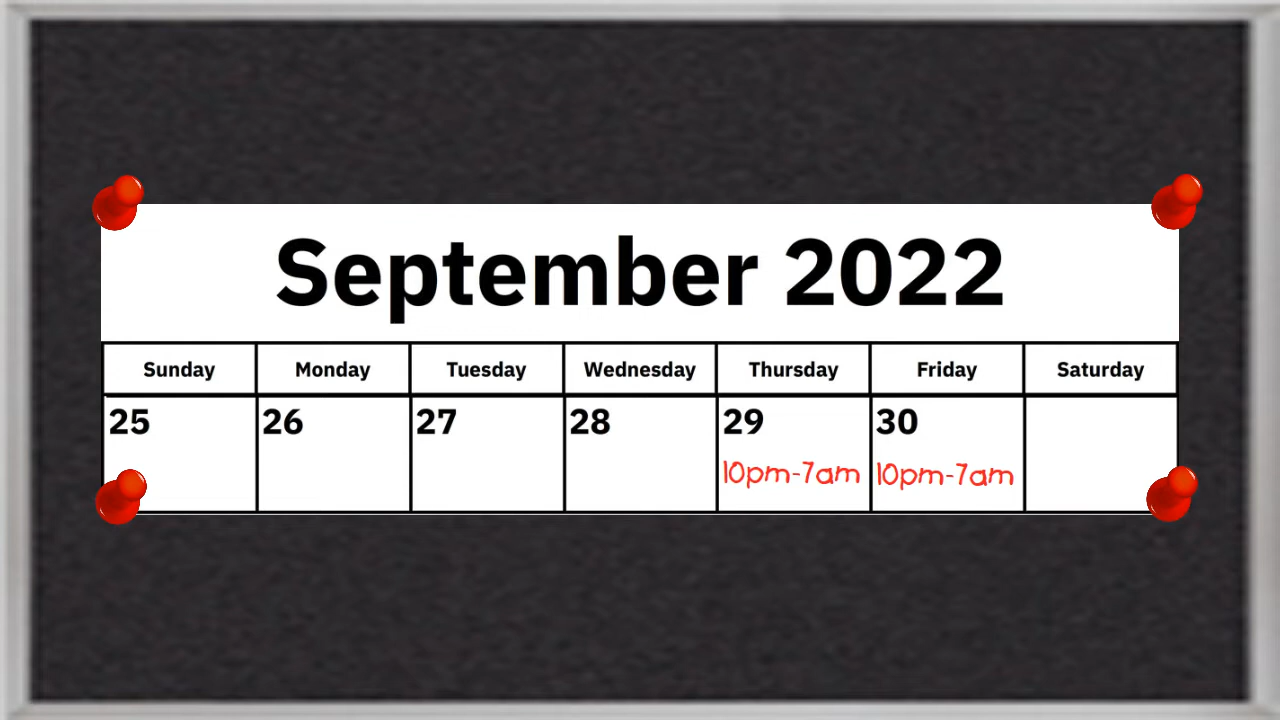 September 2022
Sunday Monday Tuesday Wednesday Thursday Friday Saturday
25 26 27 28 29 30
10pm-7am 10pm-7am